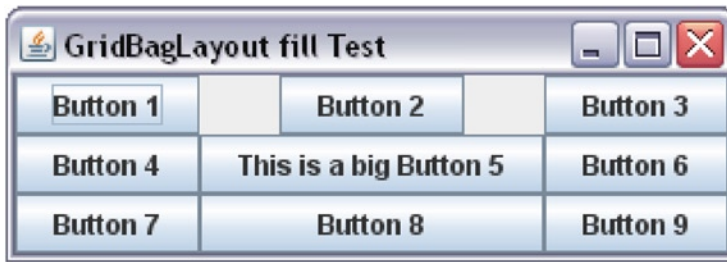 GridBagLayout fill Test
Button 1 Button 2 Button 3
Button 4 This is a big Button 5 Button 6
Button 7 Button 8 Button 9